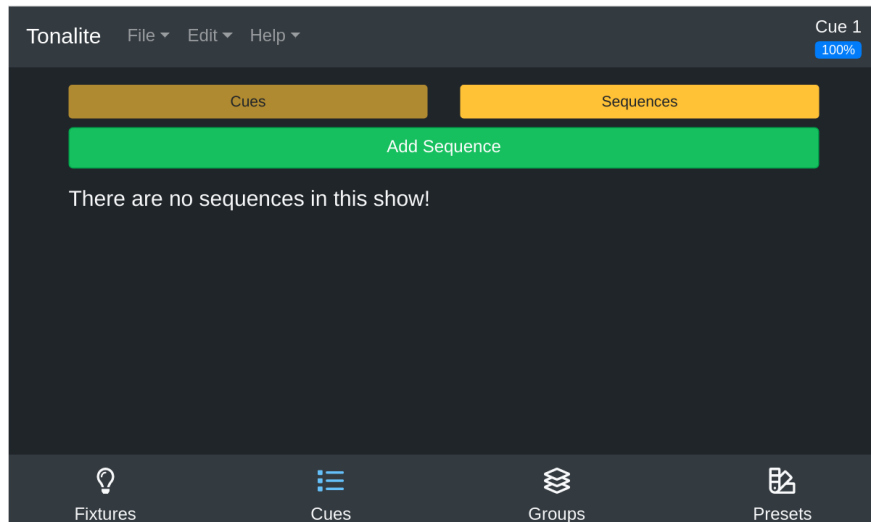 Tonalite File Edit Help Cue 1
100%
Cues Sequences
Add Sequence
There are no sequences in this show!
Fixtures Cues Groups Presets